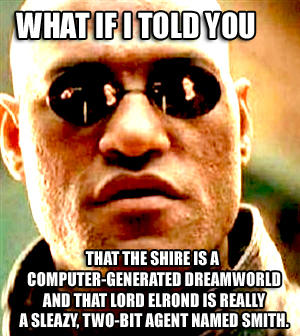 WHAT IF I TOLD YOU
THAT THE SHIRE IS A
COMPUTER-GENERATED DREAMWORLD
AND THAT LORD ELROND IS REALLY
A SLEAZY, TWO-BIT AGENT NAMED SMITH.